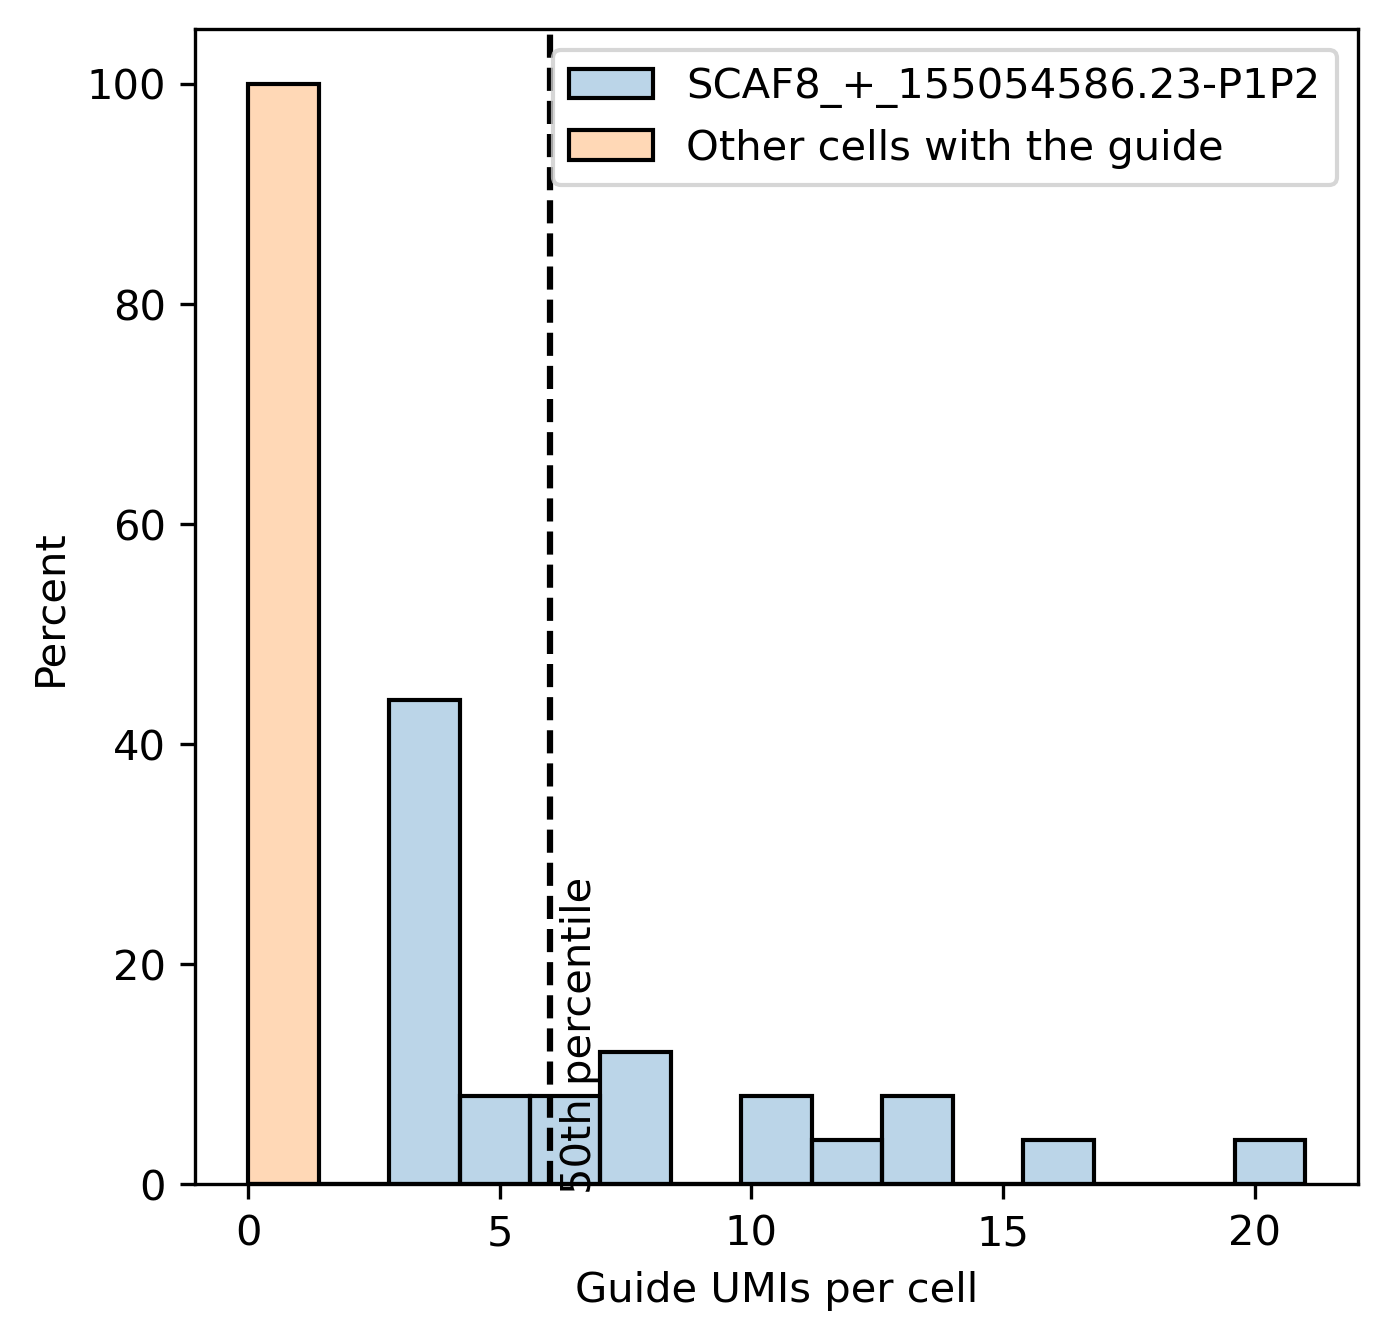 SCAF8_+_155054586.23-P1P2
Other cells with the guide
100
80
60
40
20
0
Percent
50th percentile
0 5 10 15 20
Guide UMIs per cell